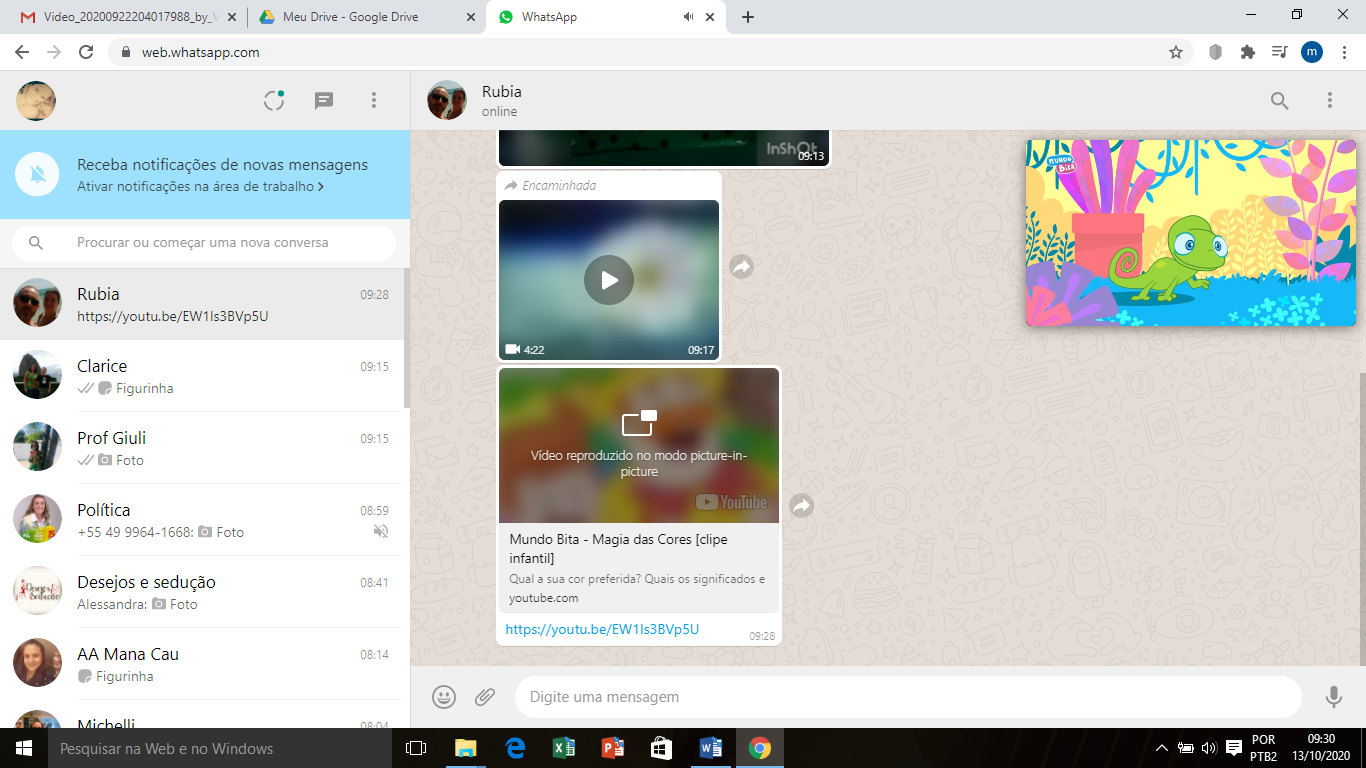 Video_20200922204017988_by_V
Meu Drive - Google Drive
WhatsApp
web.whatsapp.com
m
Receba notificações de novas mensagens
Ativar notificações na área de trabalho
Procurar ou começar uma nova conversa
Rubia
09:28
https://youtu.be/EW1Is3BVp5U
Clarice
09:15
Figurinha
Prof Giuli
09:15
Foto
Política
08:59
+55 49 9964-1668: Foto
Desejos e sedução
08:41
Alessandra: Foto
AA Mana Cau
08:14
Figurinha
Michelli
08:04
Rubia
online
InShOt
09:13
Encaminhada
4:22
09:17
Vídeo reproduzido no modo picture-in-
picture
YouTube
Mundo Bita - Magia das Cores [clipe
infantil]
Qual a sua cor preferida? Quais os significados e
youtube.com
https://youtu.be/EW1Is3BVp5U
09:28
MUNDO
Bita
Digite uma mensagem
Pesquisar na Web e no Windows
POR
PTB2
09:30
13/10/2020